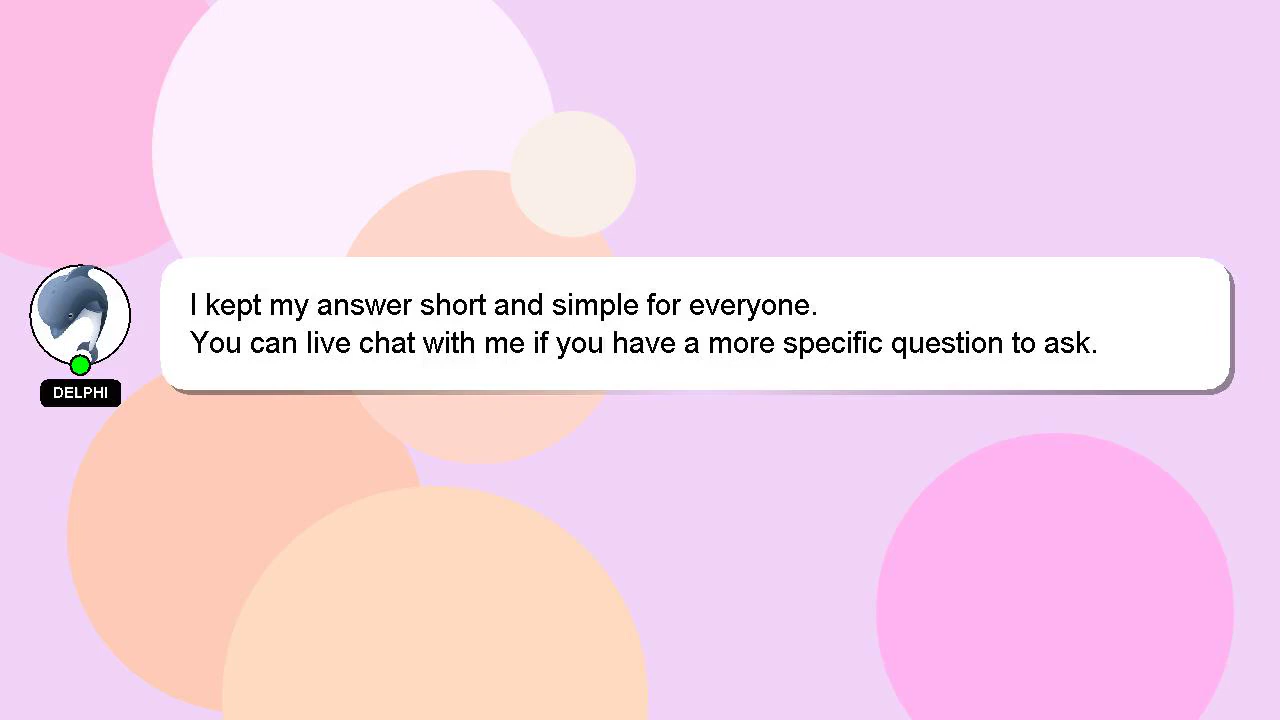 I kept my answer short and simple for everyone.
You can live chat with me if you have a more specific question to ask.
DELPHI